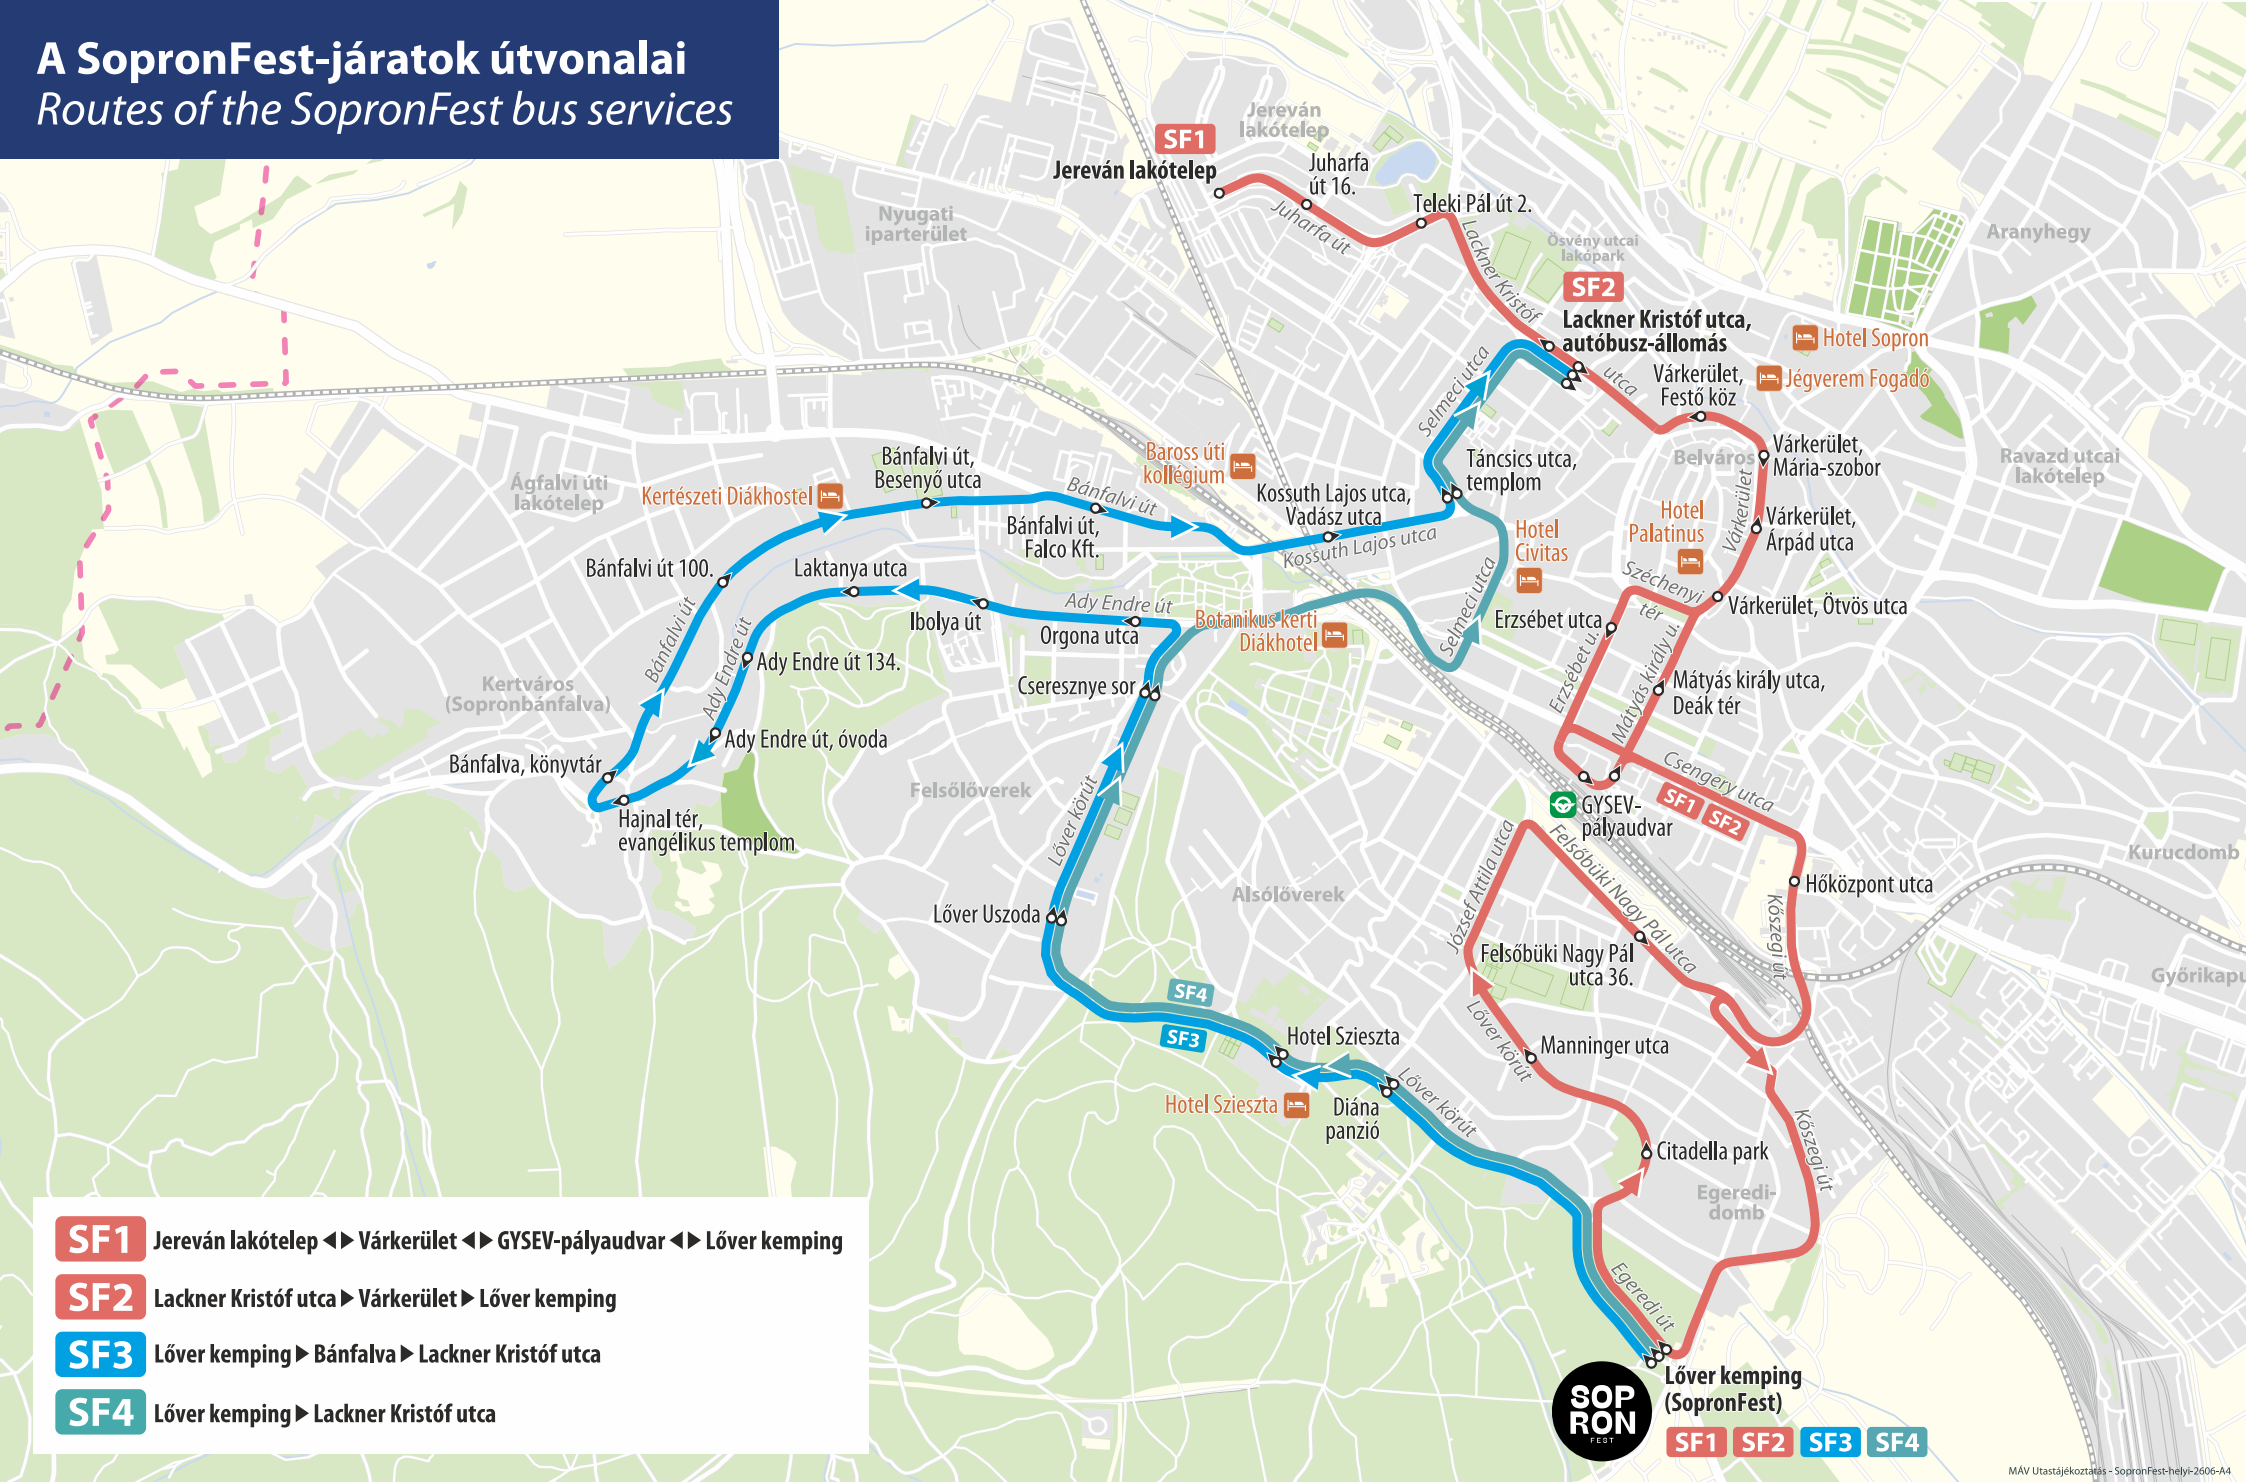 A SopronFest-járatok útvonalai
Routes of the SopronFest bus services
SF1
Jereván lakótelep
Jereván
lakótelep
Juharfa
út 16.
Juharfa út
Teleki Pál út 2.
Nyugati
iparterület
Lackner Kristóf
utca
Ösvény utcai
lakópark
SF2
Lackner Kristóf utca,
autóbusz-állomás
Aranyhegy
Hotel Sopron
Jégverem Fogadó
Várkerület,
Festő köz
Várkerület,
Mária-szobor
Belváros
Ravazd utcai
lakótelep
Selmeci utca
Táncsics utca,
templom
Baross úti
kollégium
Kossuth Lajos utca,
Vadász utca
Kossuth Lajos utca
Bánfalvi út,
Besenyő utca
Kertészeti Diákhostel
Ágfalvi úti
lakótelep
Bánfalvi út
Bánfalvi út,
Falco Kft.
Hotel
Civitas
Hotel
Palatinus
Várkerület
Várkerület,
Árpád utca
Bánfalvi út 100.
Laktanya utca
Ibolya út
Ady Endre út
Orgona utca
Botanikus kerti
Diákhotel
Selmeci utca
Széchenyi
tér
Várkerület, Ötvös utca
Erzsébet utca
Erzsébet u.
Mátyás király u.
Mátyás király utca,
Deák tér
Bánfalvi út
Ady Endre út
Ady Endre út 134.
Kertváros
(Sopronbánfalva)
Cseresznye sor
Ady Endre út, óvoda
Bánfalva, könyvtár
Hajnal tér,
evangélikus templom
Felsőlőverek
Lőver körút
Csengery utca
SF1
SF2
GYSEV-
pályaudvar
József Attila utca
Felsőbüki Nagy Pál utca
Kurucdomb
Hőközpont utca
Kőszegi út
Alsólőverek
Lőver Uszoda
Felsőbüki Nagy Pál
utca 36.
Győrikapu
SF4
SF3
Hotel Szieszta
Hotel Szieszta
Lőver körút
Manninger utca
Diána
panzió
Lőver körút
Citadella park
Kőszegi út
Egeredi-
domb
Egeredi út
SF1 Jereván lakótelep ◀▶ Várkerület ◀▶ GYSEV-pályaudvar ◀▶ Lőver kemping
SF2 Lackner Kristóf utca ▶ Várkerület ▶ Lőver kemping
SF3 Lőver kemping ▶ Bánfalva ▶ Lackner Kristóf utca
SF4 Lőver kemping ▶ Lackner Kristóf utca
SOP
RON
FEST
Lőver kemping
(SopronFest)
SF1 SF2 SF3 SF4
MÁV Utastájékoztatás - SopronFest-helyi-2606-A4